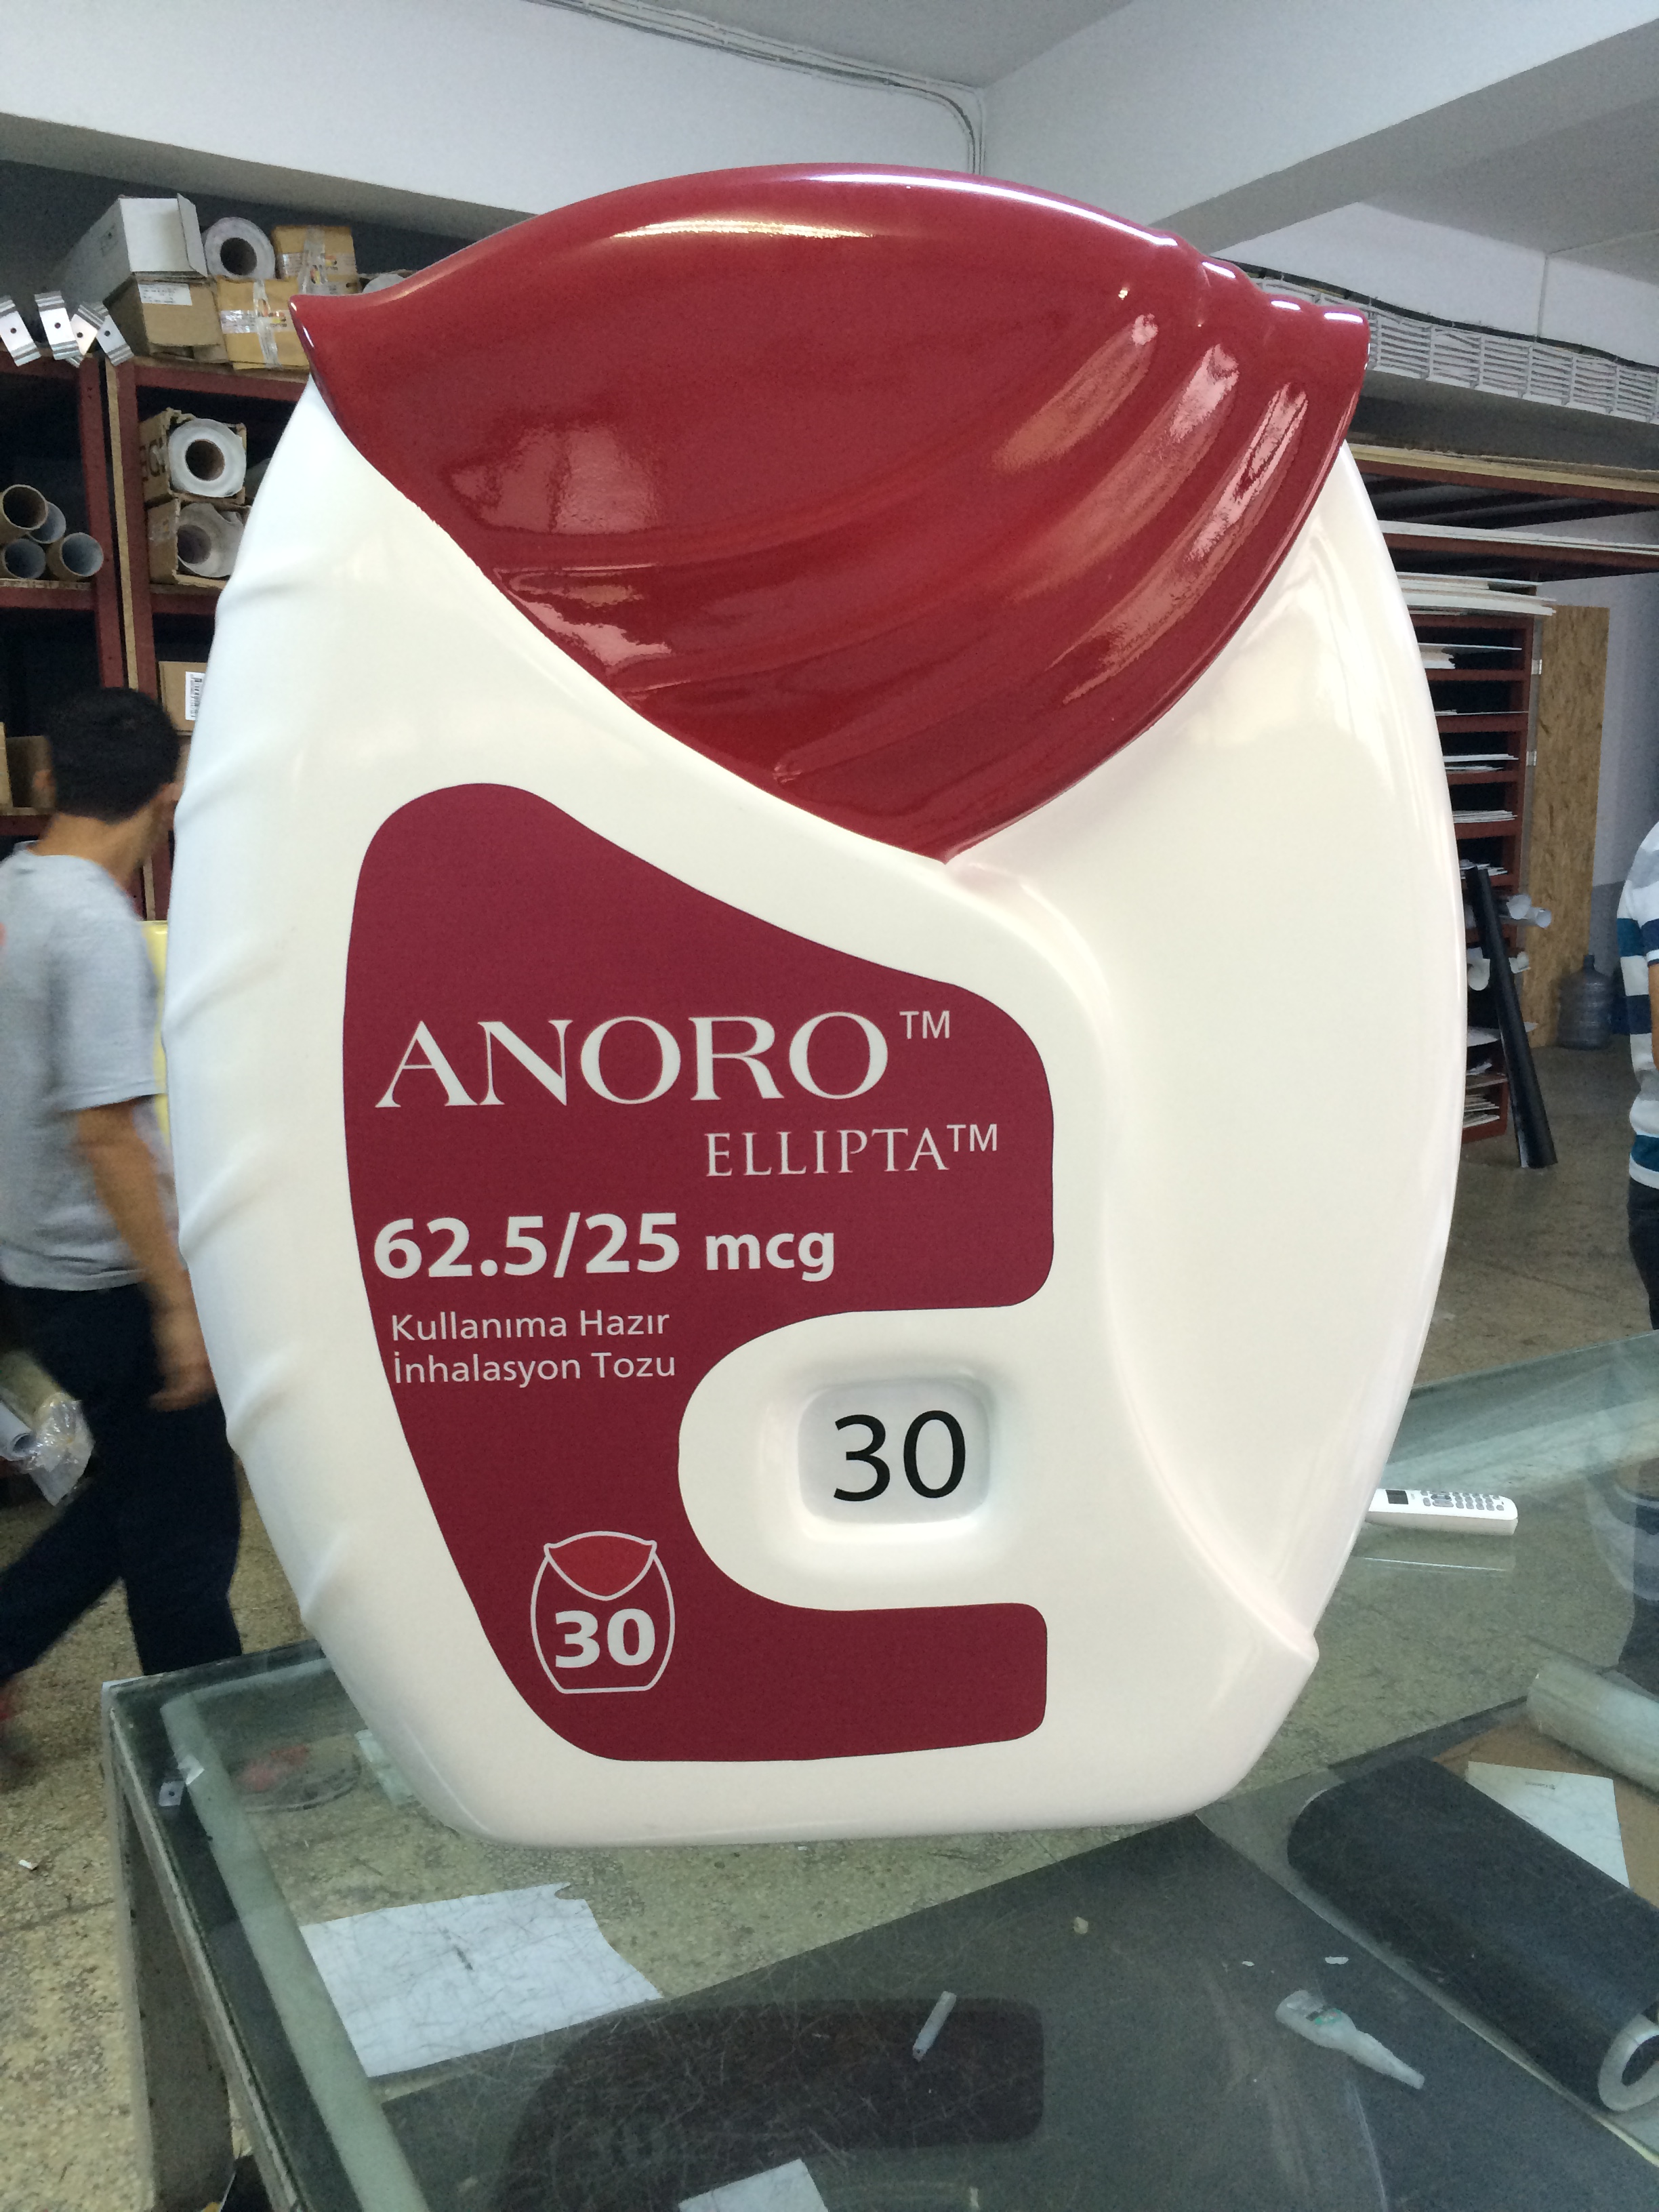 ANORO™
ELLIPTA™
62.5/25 mcg
Kullanıma Hazır
İnhalasyon Tozu
30
30